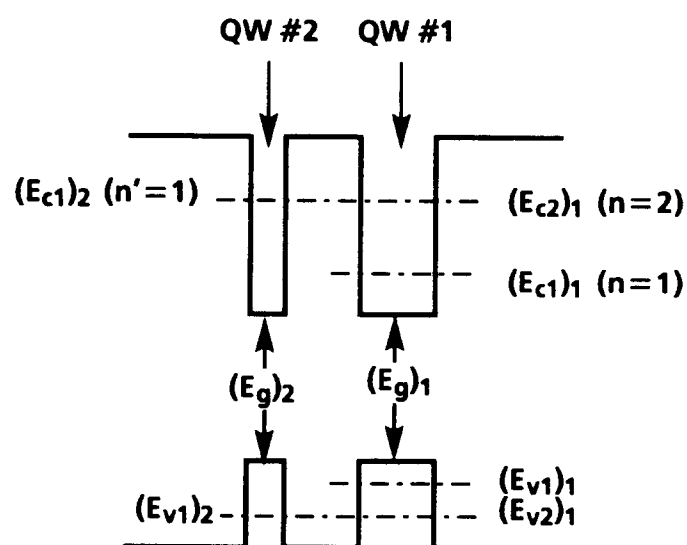 QW #2 QW #1
(Ec1)2 (n'=1) (Ec2)1 (n=2)
(Ec1)1 (n=1)
(Eg)2 (Eg)1
(Ev1)1
(Ev1)2 (Ev2)1